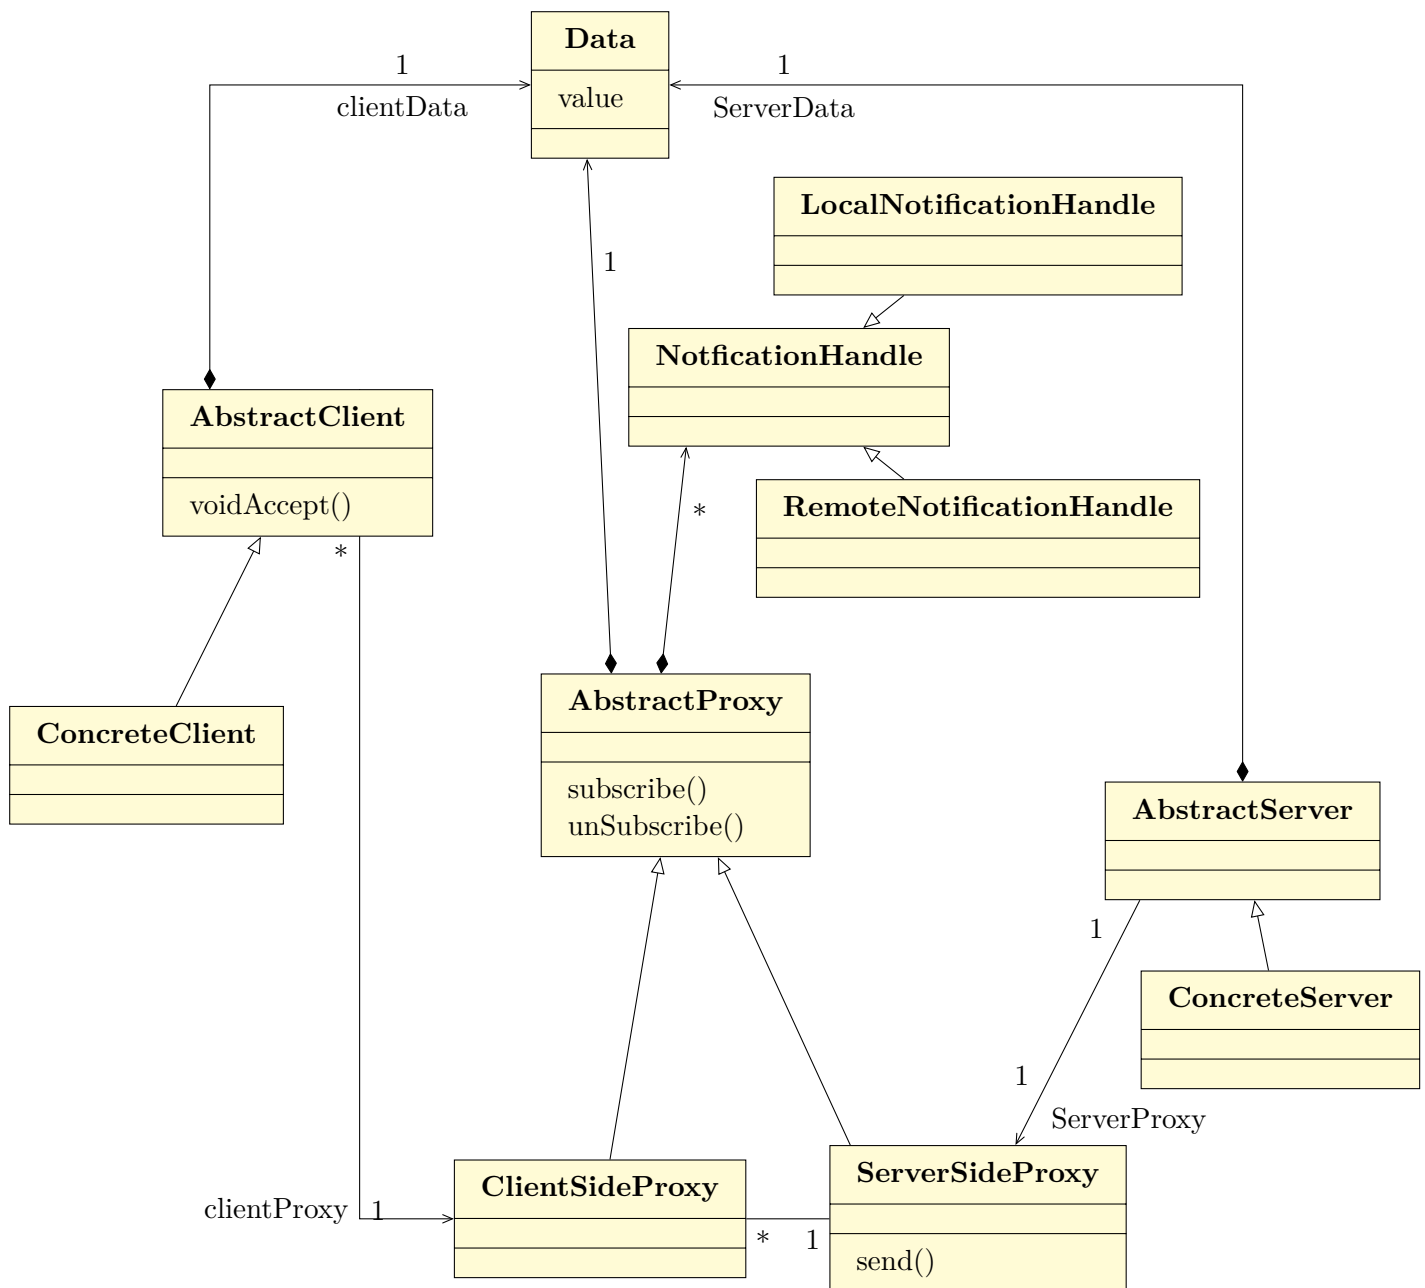 Data
1
1
value
clientData
ServerData
LocalNotificationHandle
1
NotficationHandle
AbstractClient
voidAccept()
*
RemoteNotificationHandle
*
AbstractProxy
ConcreteClient
subscribe()
unSubscribe()
AbstractServer
1
ConcreteServer
1
ServerProxy
ClientSideProxy
ServerSideProxy
clientProxy
1
*
1
send()